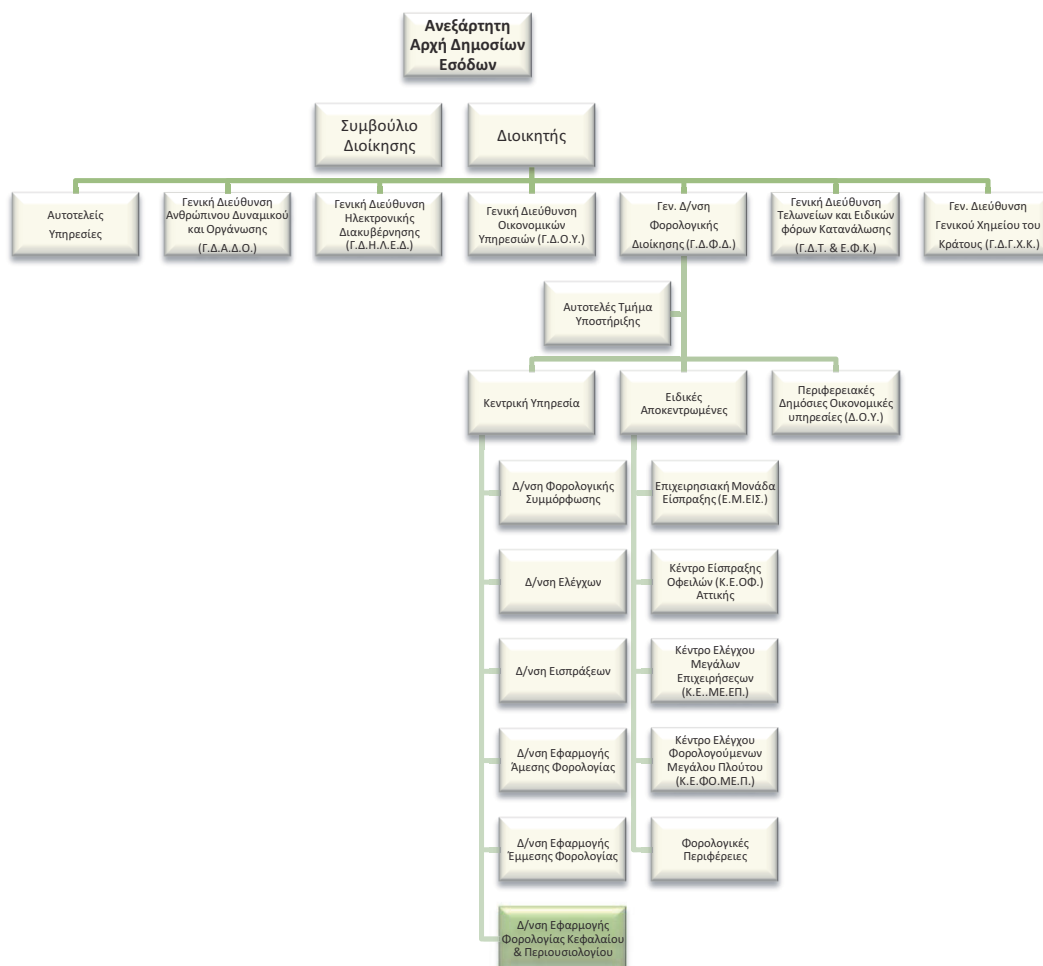 Ανεξάρτητη
Αρχή Δημοσίων
Εσόδων
Συμβούλιο
Διοίκησης
Διοικητής
Αυτοτελείς
Υπηρεσίες
Γενική Διεύθυνση
Ανθρώπινου Δυναμικού
και Οργάνωσης
(Γ.Δ.Α.Δ.Ο.)
Γενική Διεύθυνση
Ηλεκτρονικής
Διακυβέρνησης
(Γ.Δ.Η.Λ.Ε.Δ.)
Γενική Διεύθυνση
Οικονομικών
Υπηρεσιών (Γ.Δ.Ο.Υ.)
Γεν. Δ/νση
Φορολογικής
Διοίκησης (Γ.Δ.Φ.Δ.)
Γενική Διεύθυνση
Τελωνείων και Ειδικών
φόρων Κατανάλωσης
(Γ.Δ.Τ. & Ε.Φ.Κ.)
Γεν. Διεύθυνση
Γενικού Χημείου του
Κράτους (Γ.Δ.Γ.Χ.Κ.)
Αυτοτελές Τμήμα
Υποστήριξης
Κεντρική Υπηρεσία
Ειδικές
Αποκεντρωμένες
Περιφερειακές
Δημόσιες Οικονομικές
υπηρεσίες (Δ.Ο.Υ.)
Δ/νση Φορολογικής
Συμμόρφωσης
Δ/νση Ελέγχων
Δ/νση Εισπράξεων
Δ/νση Εφαρμογής
Άμεσης Φορολογίας
Δ/νση Εφαρμογής
Έμμεσης Φορολογίας
Δ/νση Εφαρμογής
Φορολογίας Κεφαλαίου
& Περιουσιολογίου
Επιχειρησιακή Μονάδα
Είσπραξης (Ε.Μ.ΕΙΣ.)
Κέντρο Είσπραξης
Οφειλών (Κ.Ε.ΟΦ.)
Αττικής
Κέντρο Ελέγχου
Μεγάλων
Επιχειρήσεςων
(Κ.Ε..ΜΕ.ΕΠ.)
Κέντρο Ελέγχου
Φορολογούμενων
Μεγάλου Πλούτου
(Κ.Ε.ΦΟ.ΜΕ.Π.)
Φορολογικές
Περιφέρειες